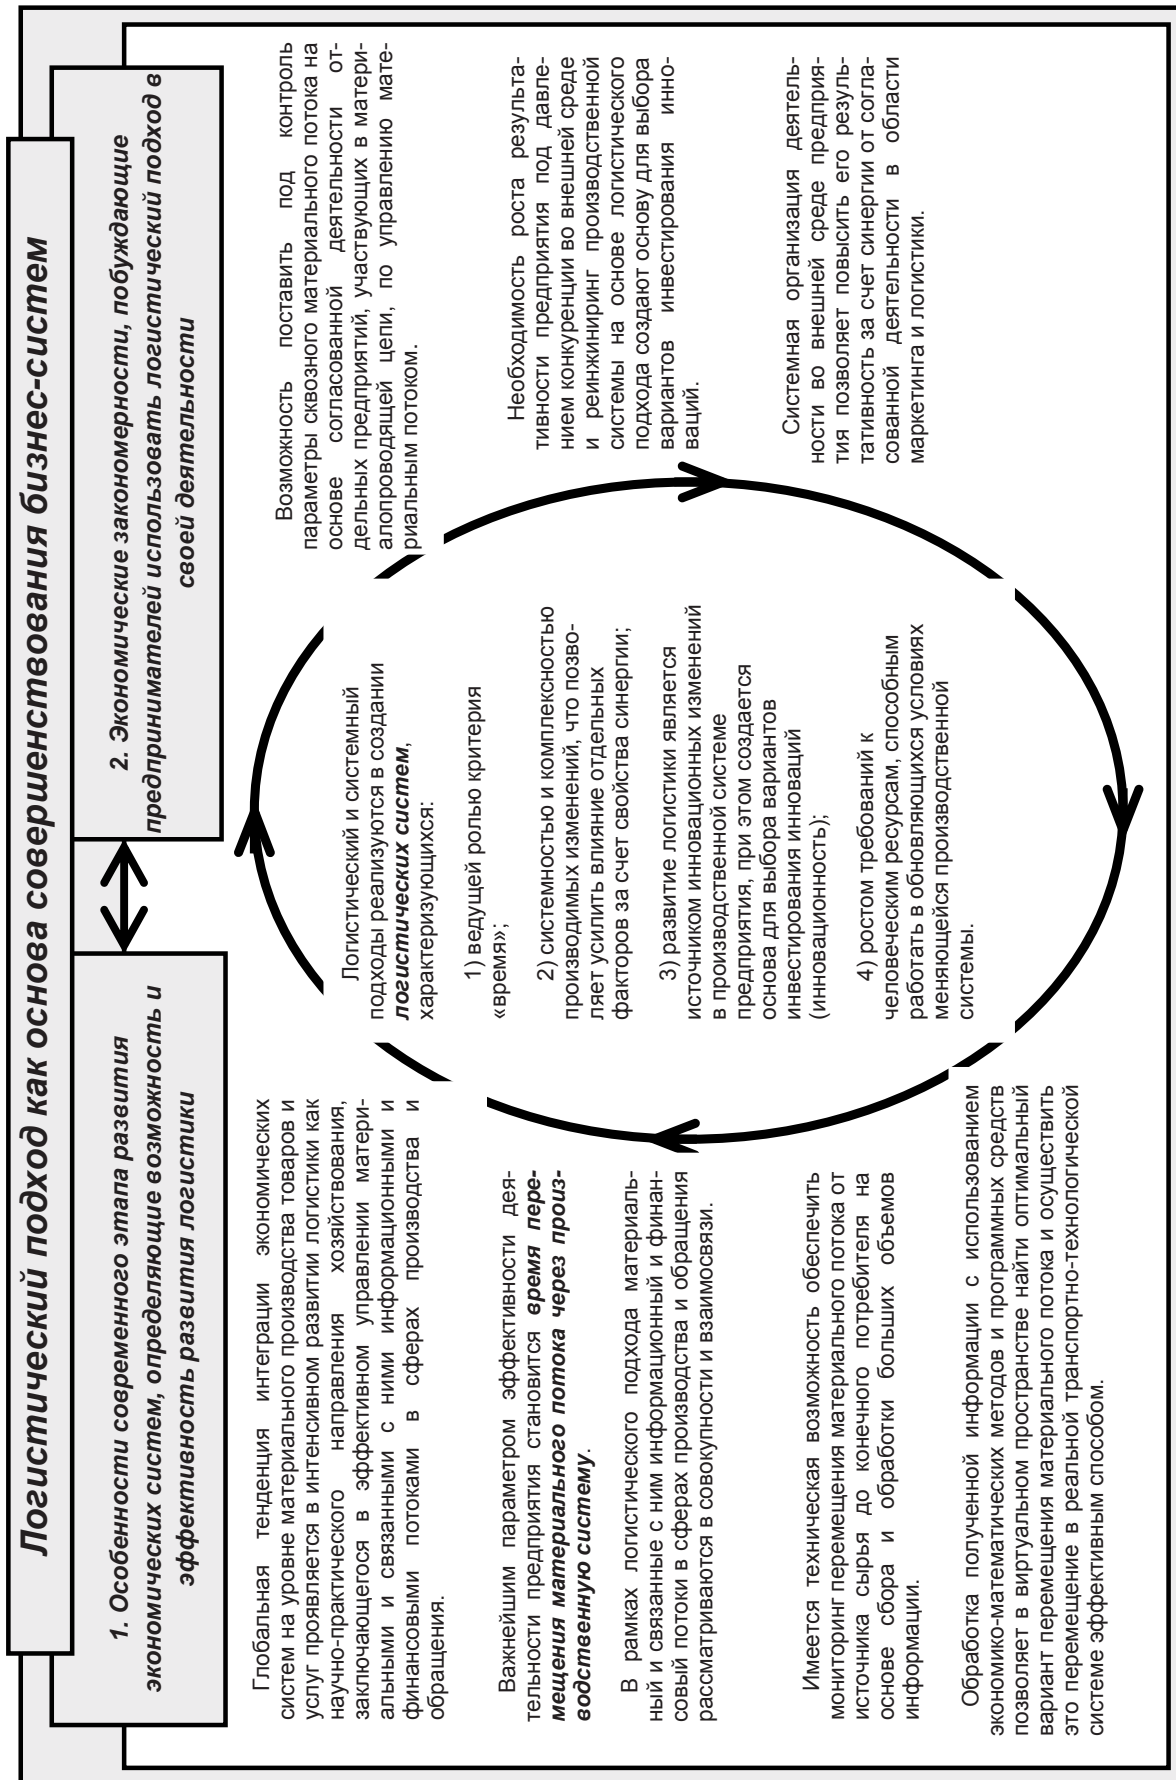 Логистический подход как основа совершенствования бизнес-систем
1. Особенности современного этапа развития
экономических систем, определяющие возможность и
эффективность развития логистики
2. Экономические закономерности, побуждающие
предпринимателей использовать логистический подход в
своей деятельности
Глобальная тенденция интеграции экономических
систем на уровне материального производства товаров и
услуг проявляется в интенсивном развитии логистики как
научно-практического направления хозяйствования,
заключающегося в эффективном управлении матери-
альными и связанными с ними информационными и
финансовыми потоками в сферах производства и
обращения.
Важнейшим параметром эффективности дея-
тельности предприятия становится время пере-
мещения материального потока через произ-
водственную систему.
В рамках логистического подхода материаль-
ный и связанные с ним информационный и финан-
совый потоки в сферах производства и обращения
рассматриваются в совокупности и взаимосвязи.
Имеется техническая возможность обеспечить
мониторинг перемещения материального потока от
источника сырья до конечного потребителя на
основе сбора и обработки больших объемов
информации.
Обработка полученной информации с использованием
экономико-математических методов и программных средств
позволяет в виртуальном пространстве найти оптимальный
вариант перемещения материального потока и осуществить
это перемещение в реальной транспортно-технологической
системе эффективным способом.
Логистический и системный
подходы реализуются в создании
логистических систем,
характеризующихся:
1) ведущей ролью критерия
«время»;
2) системностью и комплексностью
производимых изменений, что позво-
ляет усилить влияние отдельных
факторов за счет свойства синергии;
3) развитие логистики является
источником инновационных изменений
в производственной системе
предприятия, при этом создается
основа для выбора вариантов
инвестирования инноваций
(инновационность);
4) ростом требований к
человеческим ресурсам, способным
работать в обновляющихся условиях
меняющейся производственной
системы.
Возможность поставить под контроль
параметры сквозного материального потока на
основе согласованной деятельности от-
дельных предприятий, участвующих в матери-
алопроводящей цепи, по управлению мате-
риальным потоком.
Необходимость роста результа-
тивности предприятия под давле-
нием конкуренции во внешней среде
и реинжиниринг производственной
системы на основе логистического
подхода создают основу для выбора
вариантов инвестирования инно-
ваций.
Системная организация деятель-
ности во внешней среде предприя-
тия позволяет повысить его резуль-
тативность за счет синергии от согла-
сованной деятельности в области
маркетинга и логистики.